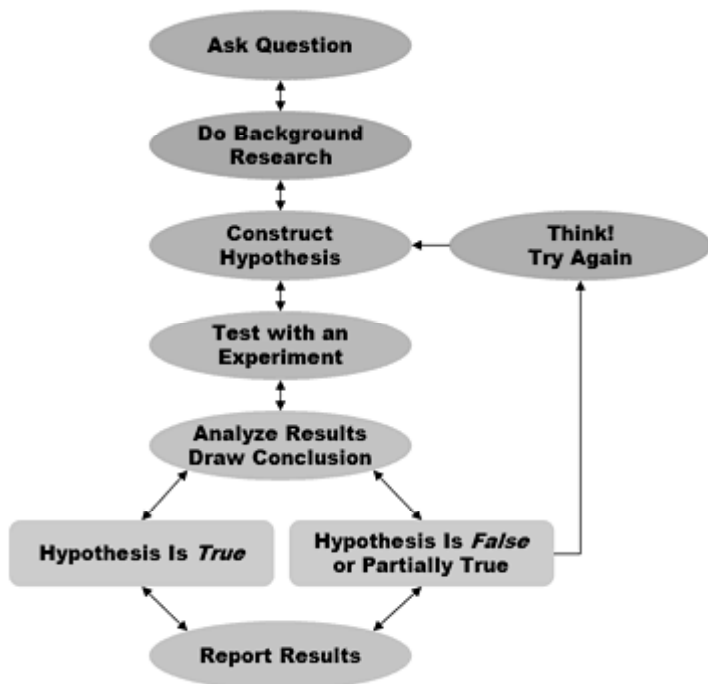 Ask Question
Do Background
Research
Construct
Hypothesis
Think!
Try Again
Test with an
Experiment
Analyze Results
Draw Conclusion
Hypothesis Is True
Hypothesis Is False
or Partially True
Report Results